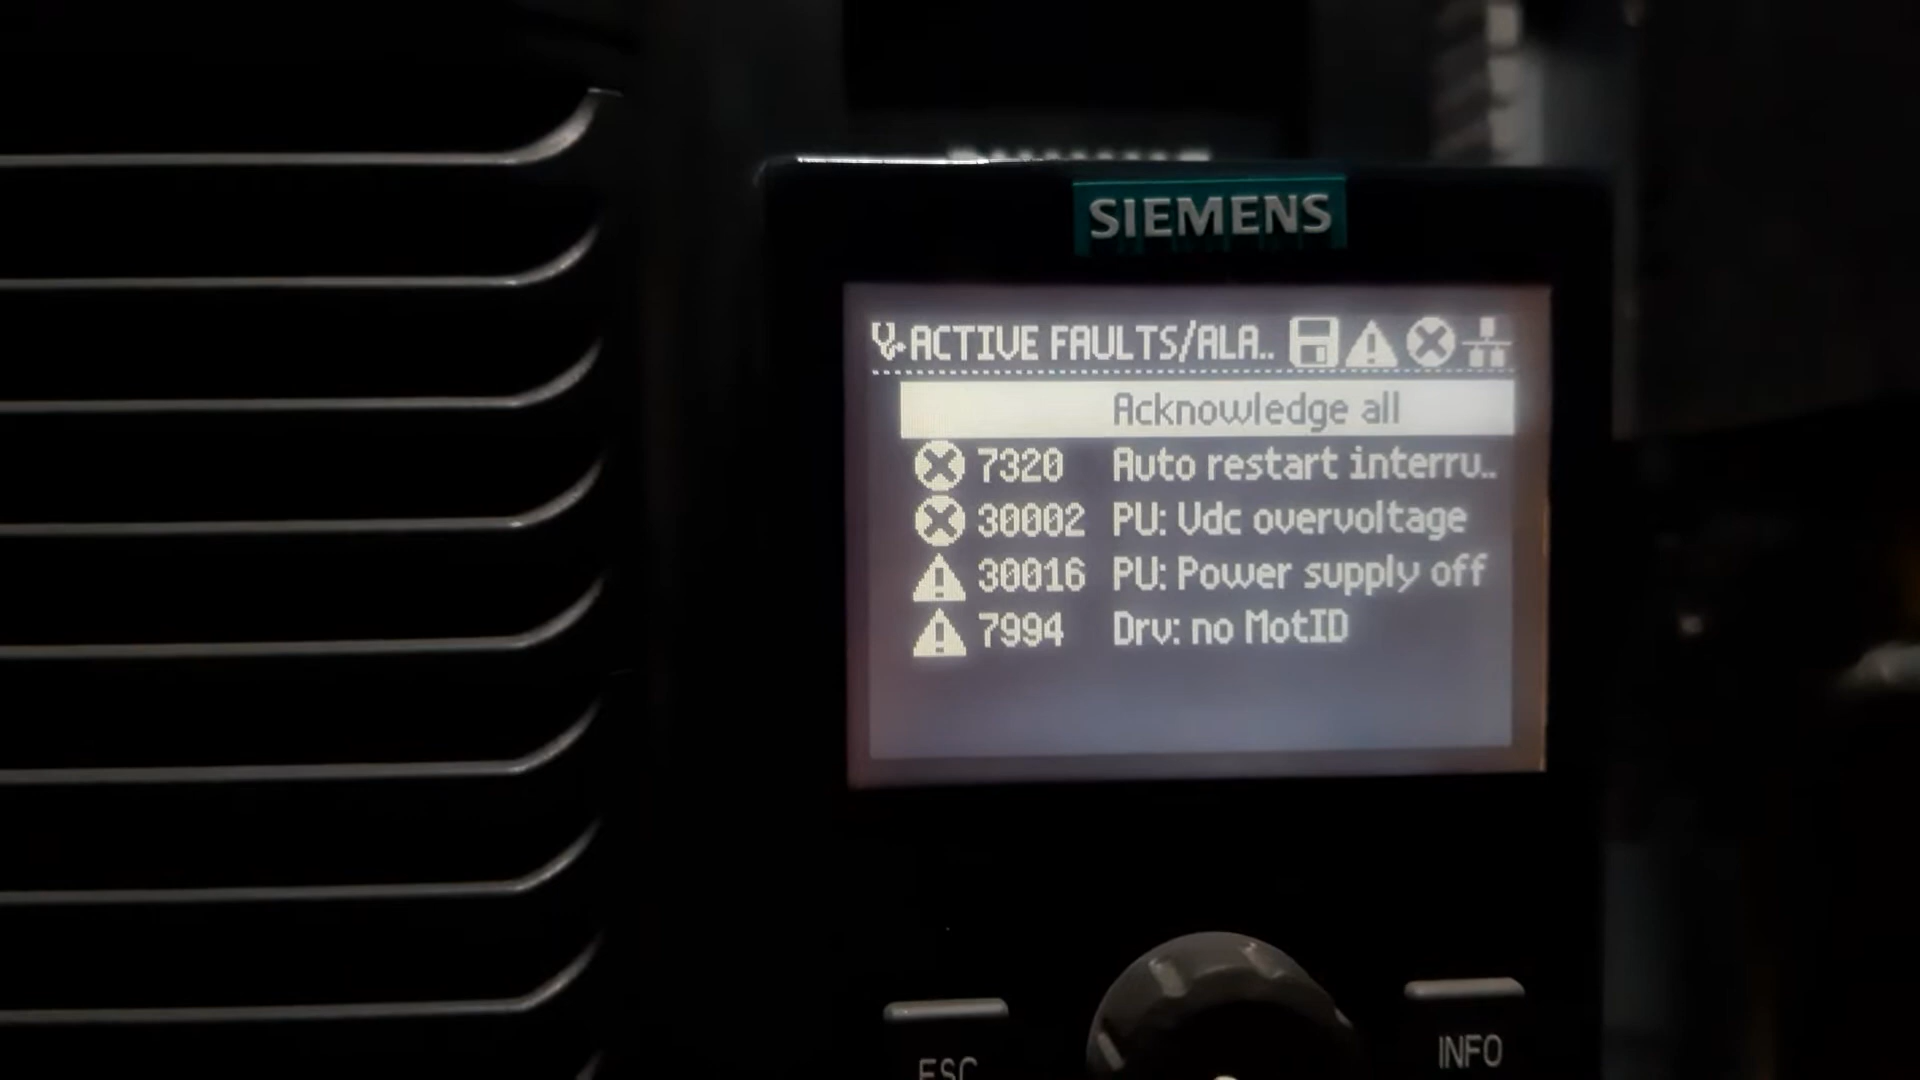 SIEMENS
ACTIVE FAULTS/ALA..
Acknowledge all
7320 Auto restart interru..
30002 PU: Vdc overvoltage
30016 PU: Power supply off
7994 Drv: no MotID
ESC
INFO